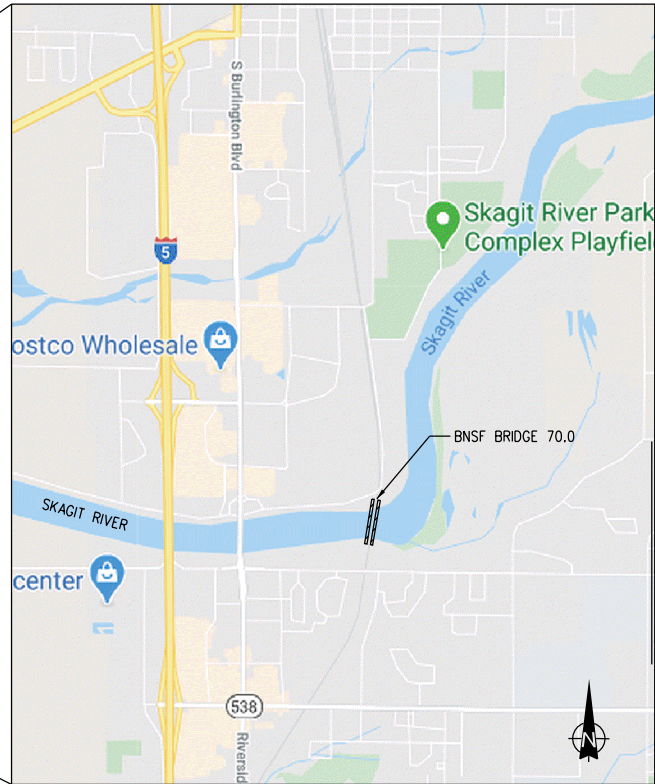 S Burlington Blvd
5
Skagit River Park
Complex Playfiel
Skagit River
ostco Wholesale
BNSF BRIDGE 70.0
SKAGIT RIVER
center
538
Riversid